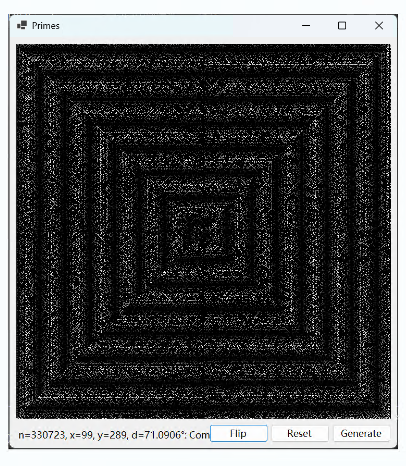 Primes
n=330723, x=99, y=289, d=71.0906°: Com Flip Reset Generate